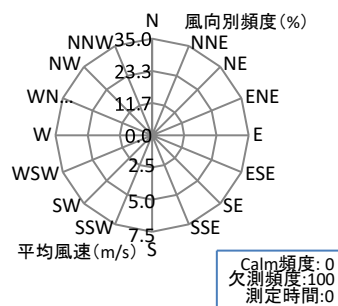 N 風向別頻度(%)
NNW 35.0 NNE
NW 23.3 NE
WN... 11.7 ENE
W 0.0 E
WSW 2.5 ESE
SW 5.0 SE
SSW 7.5 SSE
平均風速(m/s) S
Calm頻度: 0
欠測頻度:100
測定時間:0